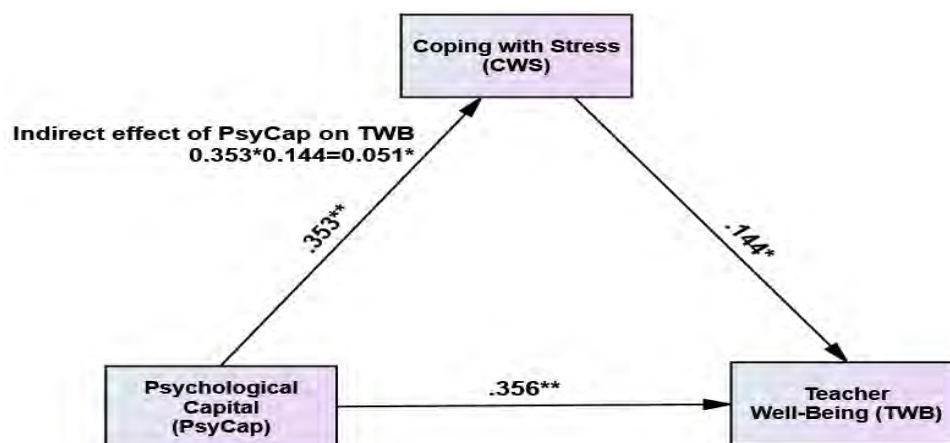 Coping with Stress
(CWS)
Indirect effect of PsyCap on TWB
0.353*0.144=0.051*
.353**
.144*
Psychological
Capital
(PsyCap)
.356**
Teacher
Well-Being (TWB)